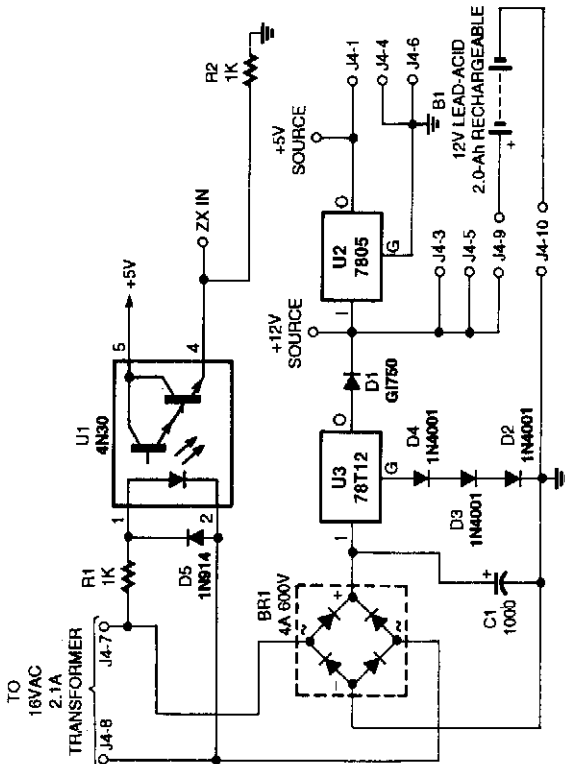 TO
16VAC
2.1A
TRANSFORMER
J4-8
J4-7
R1
1K
D5
1N914
1
2
U1
4N30
5
4
+5V
ZX IN
R2
1K
BR1
4A 600V
~
~
+
−
C1
1000
+
I
U3
78T12
O
G
D4
1N4001
D3
1N4001
D2
1N4001
D1
GI750
+12V
SOURCE
I
U2
7805
O
G
+5V
SOURCE
J4-1
J4-4
J4-6
J4-3
J4-5
J4-9
J4-10
B1
12V LEAD-ACID
2.0-Ah RECHARGEABLE
+